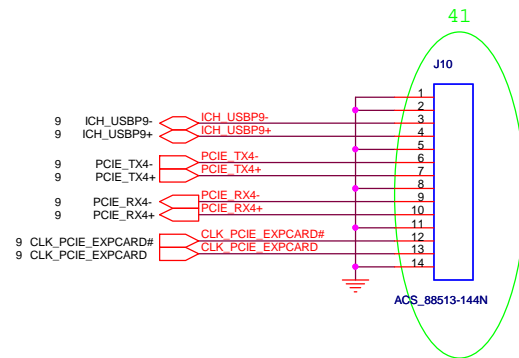 41
J10
1
2
9 ICH_USBP9- ICH_USBP9- 3
9 ICH_USBP9+ ICH_USBP9+ 4
5
9 PCIE_TX4- PCIE_TX4- 6
9 PCIE_TX4+ PCIE_TX4+ 7
8
9 PCIE_RX4- PCIE_RX4- 9
9 PCIE_RX4+ PCIE_RX4+ 10
11
9 CLK_PCIE_EXPCARD# CLK_PCIE_EXPCARD# 12
9 CLK_PCIE_EXPCARD CLK_PCIE_EXPCARD 13
14
ACS_88513-144N